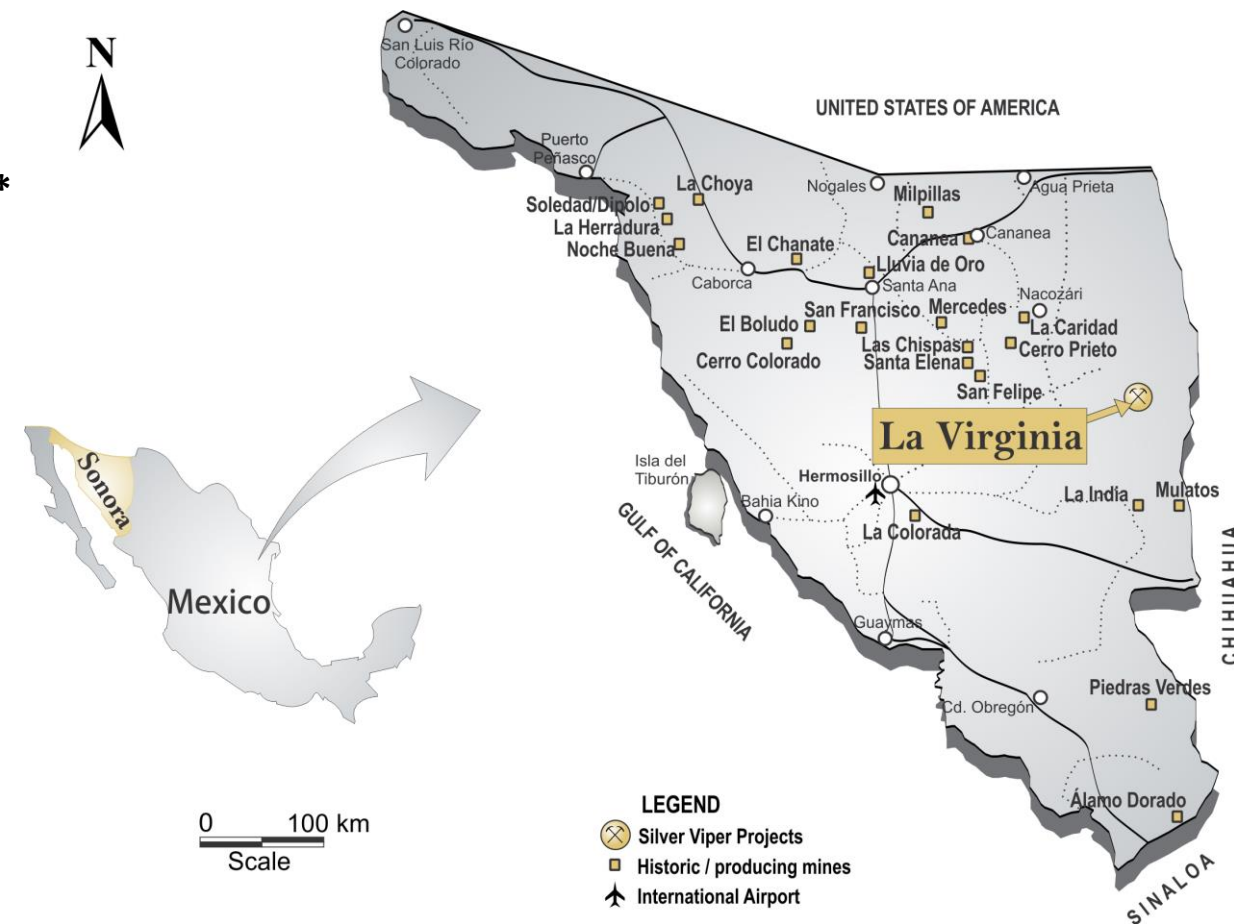 N
*
UNITED STATES OF AMERICA
San Luis Río
Colorado
Puerto
Peñasco
La Choya
Soledad/Dipolo
La Herradura
Noche Buena
Nogales
Milpillas
Agua Prieta
Cananea
Cananea
El Chanate
Lluvia de Oro
Caborca
Santa Ana
Nacozári
San Francisco
Mercedes
El Boludo
La Caridad
Cerro Colorado
Las Chispas
Cerro Prieto
Santa Elena
San Felipe
La Virginia
Isla del
Tiburón
Hermosillo
Bahia Kino
La Indía
Mulatos
La Colorada
GULF OF CALIFORNIA
CHIHUAHUA
Sonora
Mexico
Guaymas
Piedras Verdes
Cd. Obregón
Álamo Dorado
SINALOA
0 100 km
Scale
LEGEND
Silver Viper Projects
Historic / producing mines
International Airport